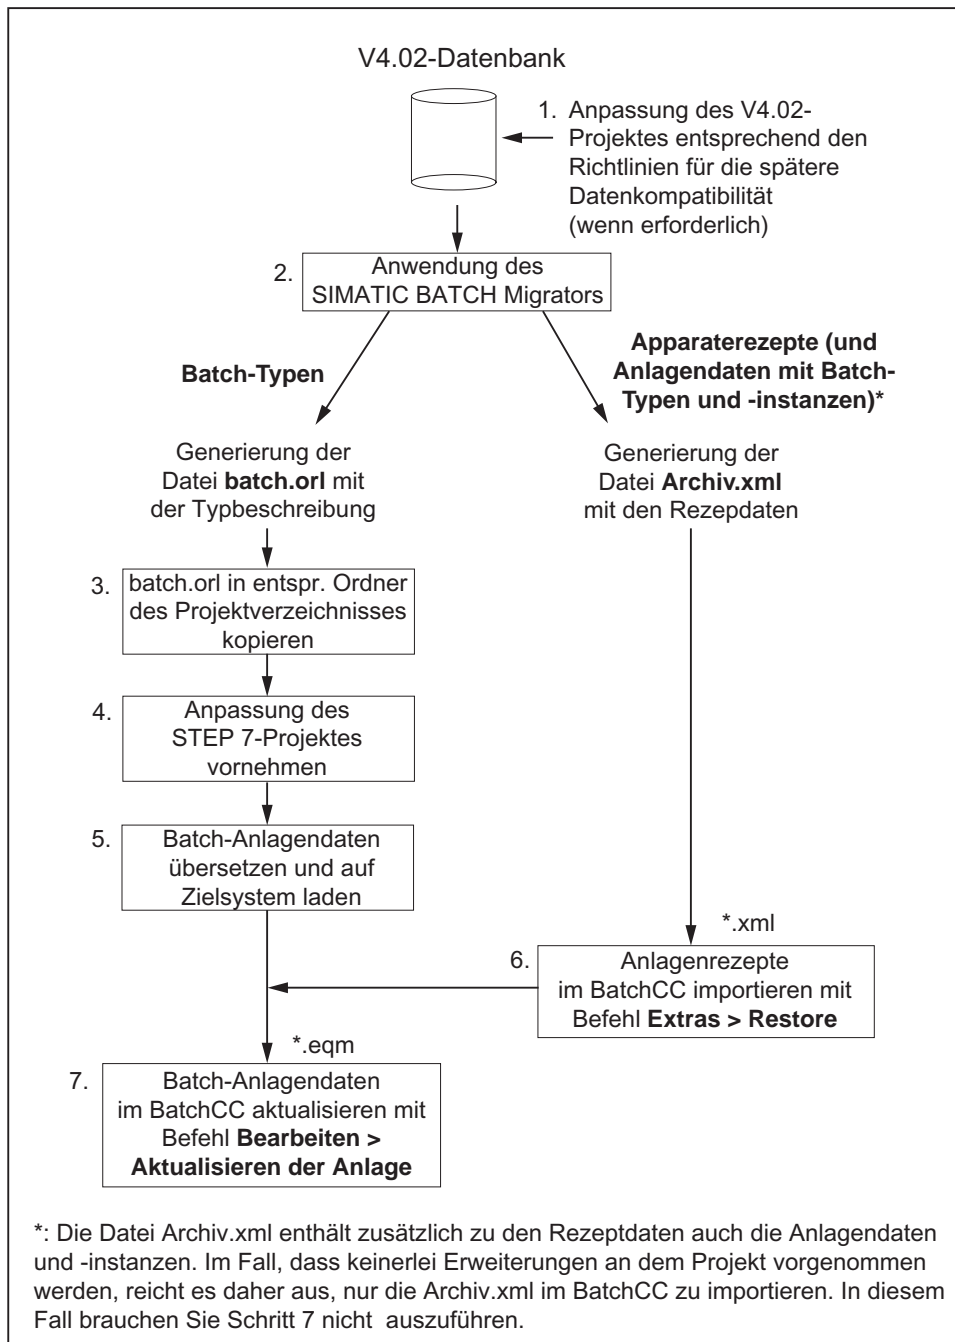 V4.02-Datenbank
1. Anpassung des V4.02-
Projektes entsprechend den
Richtlinien für die spätere
Datenkompatibilität
(wenn erforderlich)
2.
Anwendung des
SIMATIC BATCH Migrators
Batch-Typen
Apparaterezepte (und
Anlagendaten mit Batch-
Typen und -instanzen)*
Generierung der
Datei batch.orl mit
der Typbeschreibung
Generierung der
Datei Archiv.xml
mit den Rezepdaten
3.
batch.orl in entspr. Ordner
des Projektverzeichnisses
kopieren
4.
Anpassung des
STEP 7-Projektes
vornehmen
5.
Batch-Anlagendaten
übersetzen und auf
Zielsystem laden
*.xml
6.
Anlagenrezepte
im BatchCC importieren mit
Befehl Extras > Restore
*.eqm
7.
Batch-Anlagendaten
im BatchCC aktualisieren mit
Befehl Bearbeiten >
Aktualisieren der Anlage
*: Die Datei Archiv.xml enthält zusätzlich zu den Rezeptdaten auch die Anlagendaten
und -instanzen. Im Fall, dass keinerlei Erweiterungen an dem Projekt vorgenommen
werden, reicht es daher aus, nur die Archiv.xml im BatchCC zu importieren. In diesem
Fall brauchen Sie Schritt 7 nicht auszuführen.